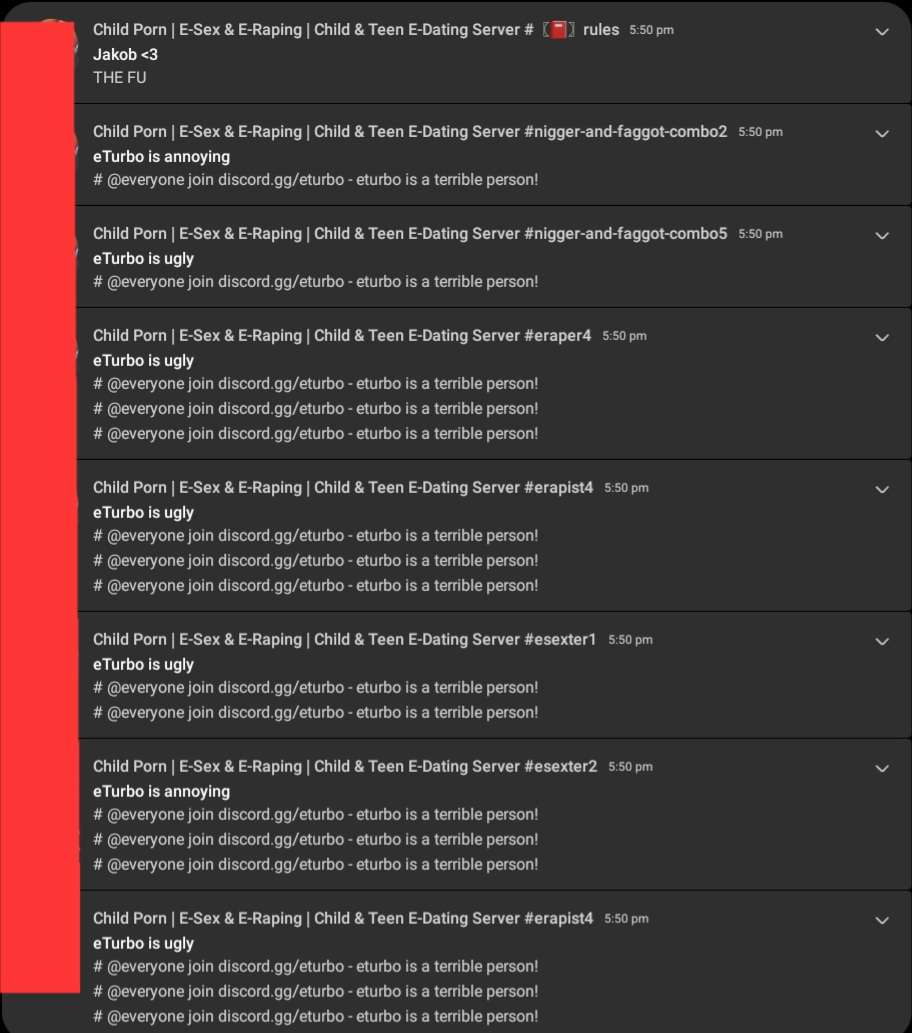 Child Porn | E-Sex & E-Raping | Child & Teen E-Dating Server # 〖📕〗 rules 5:50 pm
Jakob <3
THE FU
Child Porn | E-Sex & E-Raping | Child & Teen E-Dating Server #nigger-and-faggot-combo2 5:50 pm
eTurbo is annoying
# @everyone join discord.gg/eturbo - eturbo is a terrible person!
Child Porn | E-Sex & E-Raping | Child & Teen E-Dating Server #nigger-and-faggot-combo5 5:50 pm
eTurbo is ugly
# @everyone join discord.gg/eturbo - eturbo is a terrible person!
Child Porn | E-Sex & E-Raping | Child & Teen E-Dating Server #eraper4 5:50 pm
eTurbo is ugly
# @everyone join discord.gg/eturbo - eturbo is a terrible person!
# @everyone join discord.gg/eturbo - eturbo is a terrible person!
# @everyone join discord.gg/eturbo - eturbo is a terrible person!
Child Porn | E-Sex & E-Raping | Child & Teen E-Dating Server #erapist4 5:50 pm
eTurbo is ugly
# @everyone join discord.gg/eturbo - eturbo is a terrible person!
# @everyone join discord.gg/eturbo - eturbo is a terrible person!
# @everyone join discord.gg/eturbo - eturbo is a terrible person!
Child Porn | E-Sex & E-Raping | Child & Teen E-Dating Server #esexter1 5:50 pm
eTurbo is ugly
# @everyone join discord.gg/eturbo - eturbo is a terrible person!
# @everyone join discord.gg/eturbo - eturbo is a terrible person!
Child Porn | E-Sex & E-Raping | Child & Teen E-Dating Server #esexter2 5:50 pm
eTurbo is annoying
# @everyone join discord.gg/eturbo - eturbo is a terrible person!
# @everyone join discord.gg/eturbo - eturbo is a terrible person!
# @everyone join discord.gg/eturbo - eturbo is a terrible person!
Child Porn | E-Sex & E-Raping | Child & Teen E-Dating Server #erapist4 5:50 pm
eTurbo is ugly
# @everyone join discord.gg/eturbo - eturbo is a terrible person!
# @everyone join discord.gg/eturbo - eturbo is a terrible person!
# @everyone join discord.gg/eturbo - eturbo is a terrible person!